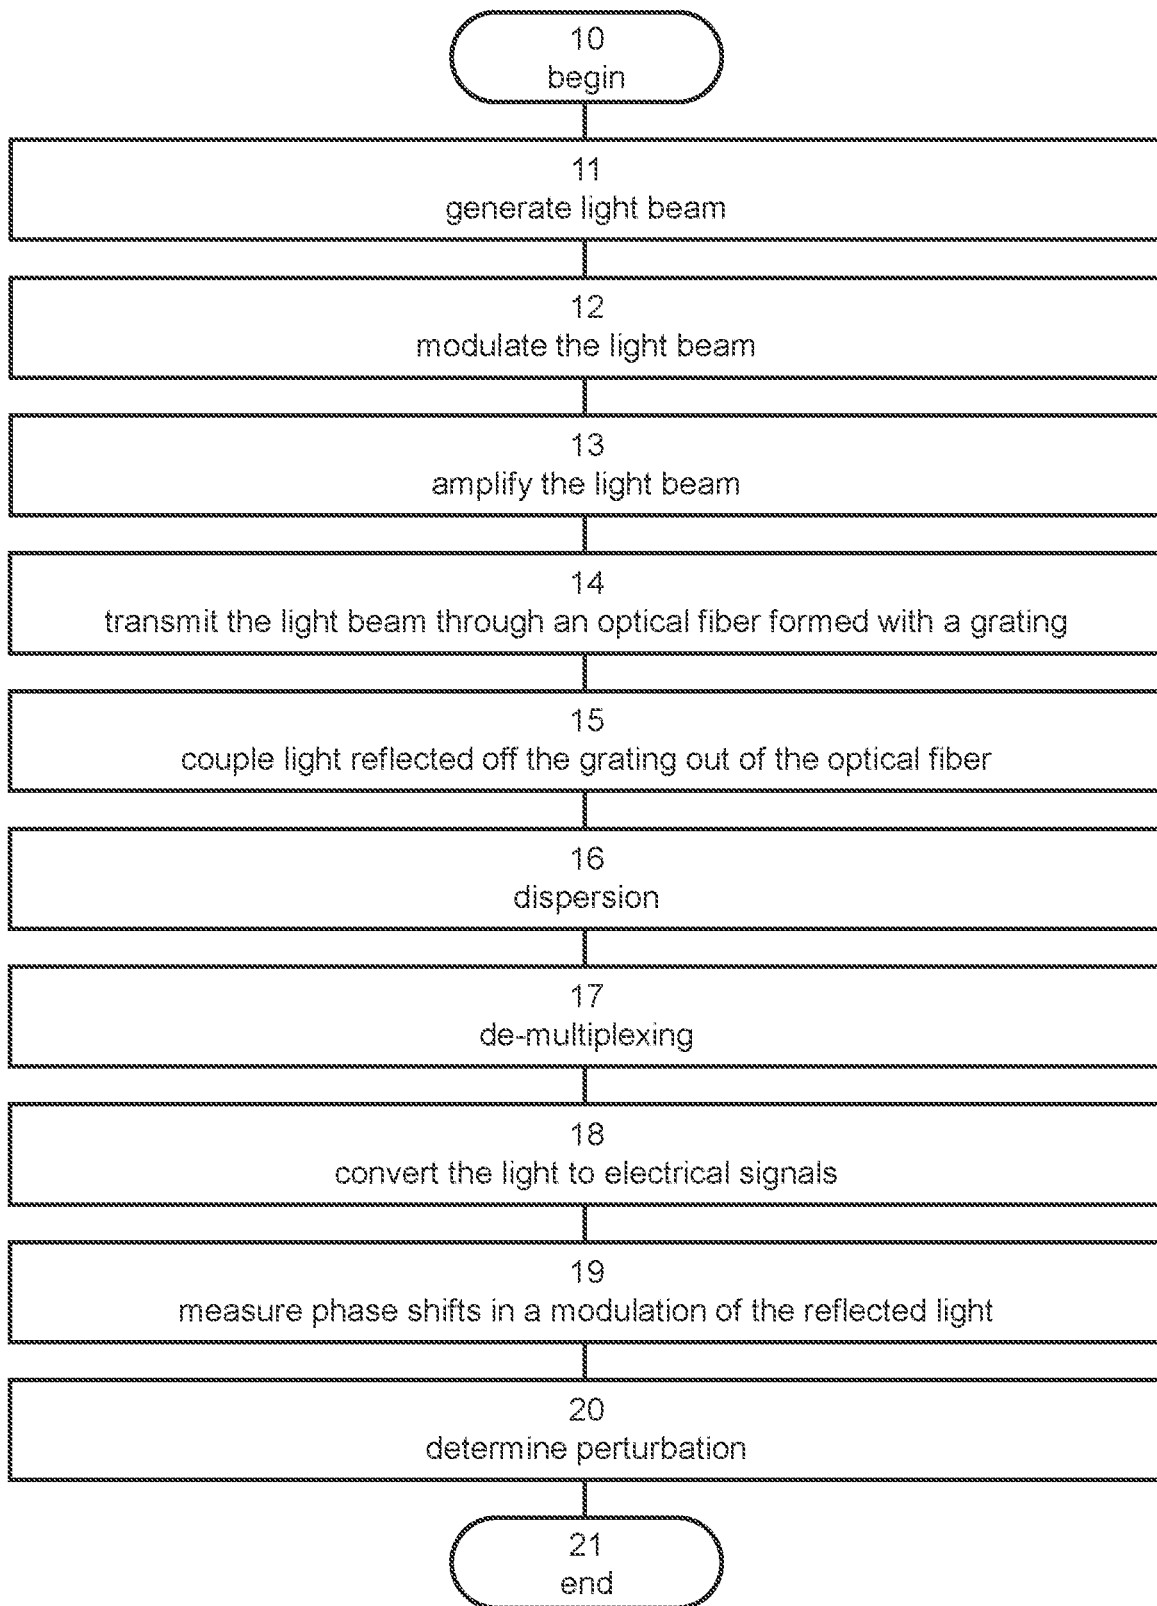 10
begin
11
generate light beam
12
modulate the light beam
13
amplify the light beam
14
transmit the light beam through an optical fiber formed with a grating
15
couple light reflected off the grating out of the optical fiber
16
dispersion
17
de-multiplexing
18
convert the light to electrical signals
19
measure phase shifts in a modulation of the reflected light
20
determine perturbation
21
end